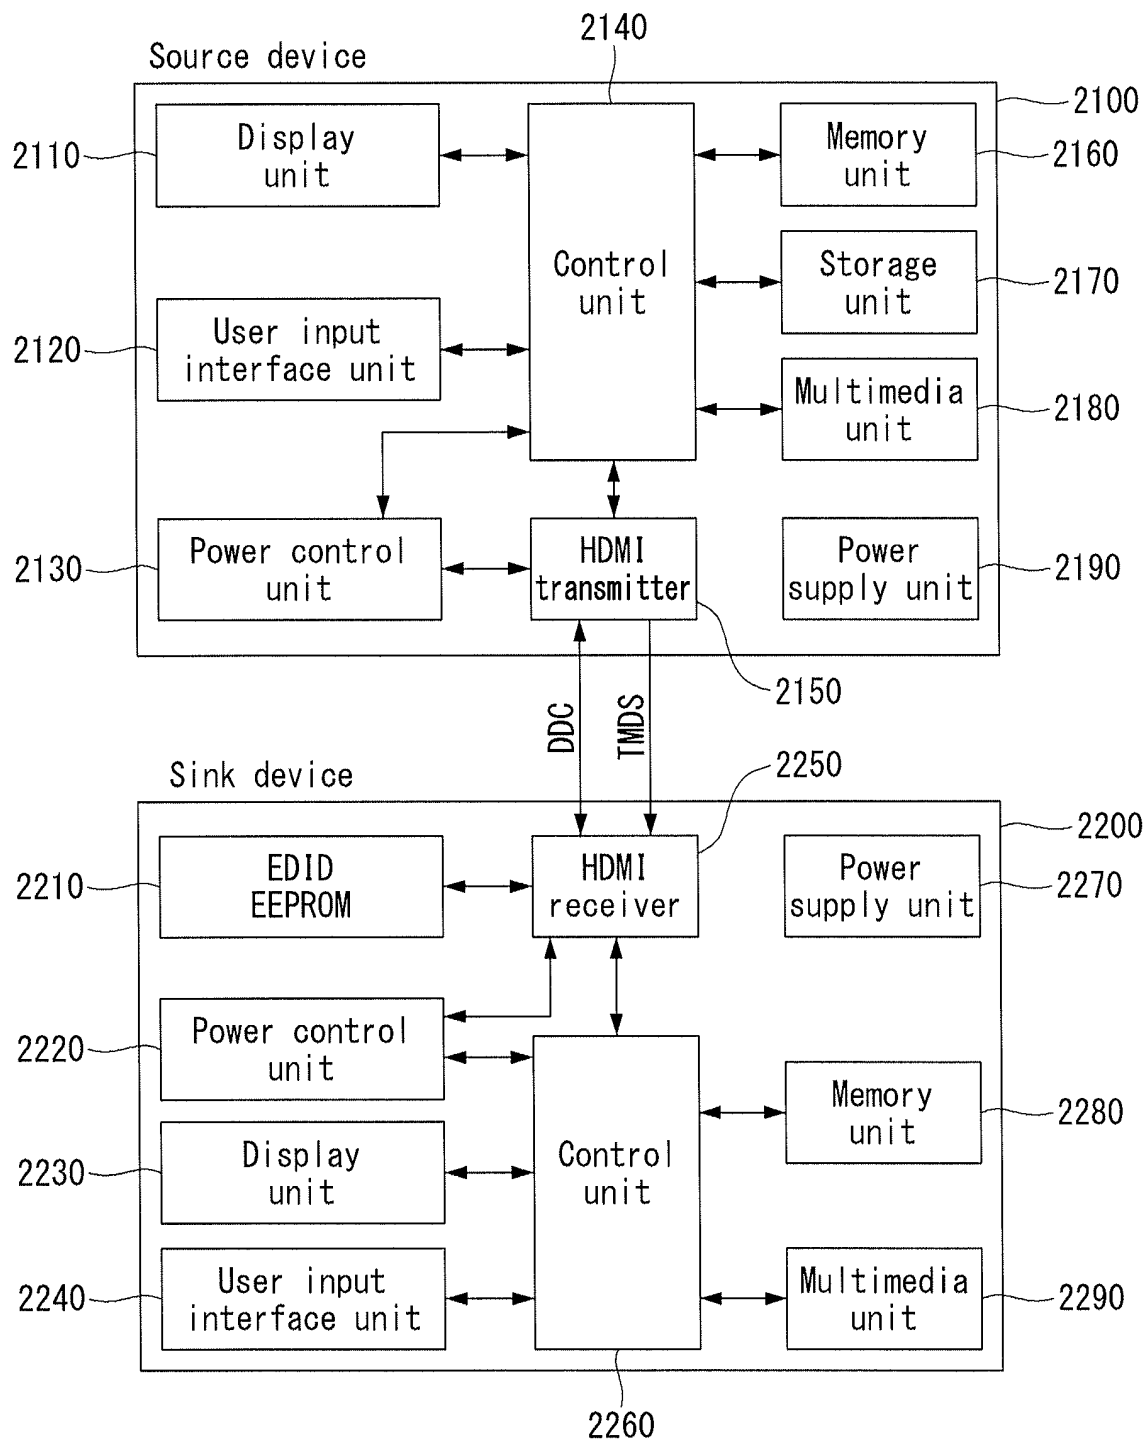 2140
Source device
2100
2110
Display
unit
Memory
unit
2160
Control
unit
Storage
unit
2170
2120
User input
interface unit
Multimedia
unit
2180
2130
Power control
unit
HDMI
transmitter
Power
supply unit
2190
2150
DDC
TMDS
2250
Sink device
2200
2210
EDID
EEPROM
HDMI
receiver
Power
supply unit
2270
2220
Power control
unit
Memory
unit
2280
2230
Display
unit
Control
unit
2240
User input
interface unit
Multimedia
unit
2290
2260